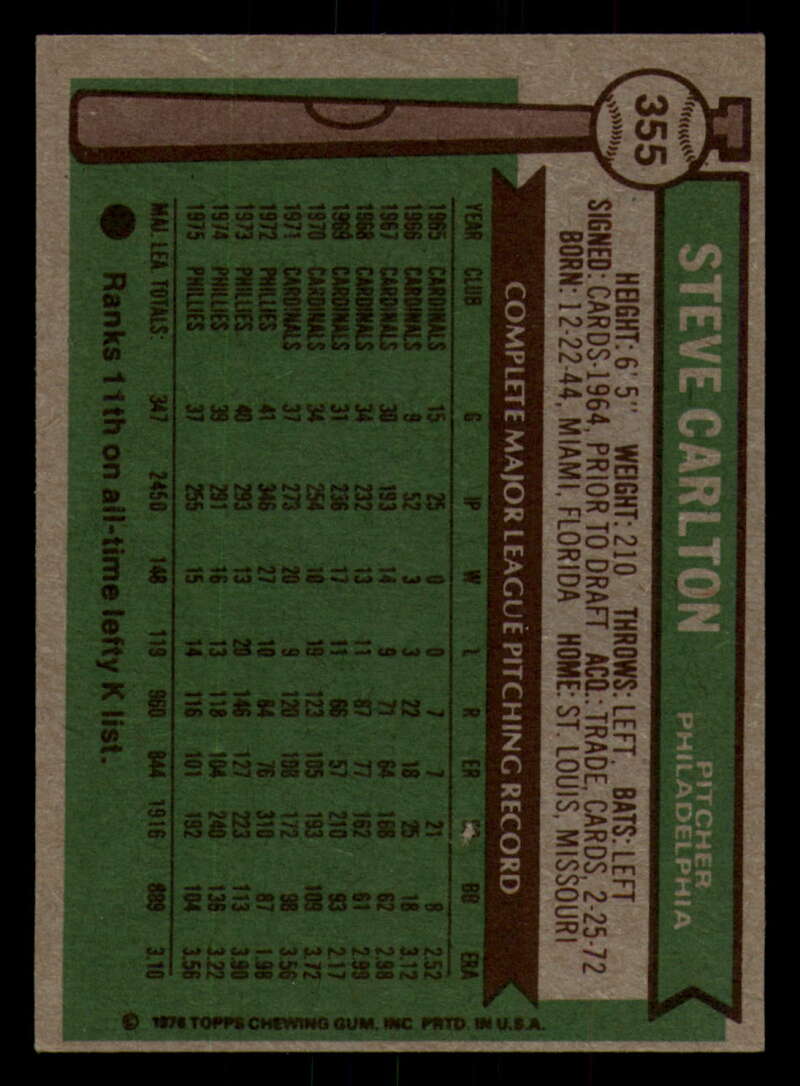 355
STEVE CARLTON
PITCHER
PHILADELPHIA
HEIGHT: 6'5" WEIGHT: 210 THROWS: LEFT, BATS: LEFT
SIGNED: CARDS-1964, PRIOR TO DRAFT ACQ.: TRADE, CARDS, 2-25-72
BORN: 12-22-44, MIAMI, FLORIDA HOME: ST. LOUIS, MISSOURI
COMPLETE MAJOR LEAGUE PITCHING RECORD
YEAR CLUB G IP W L R ER SO BB ERA
1965 CARDINALS 15 25 0 0 7 7 21 8 2.52
1966 CARDINALS 9 52 3 3 22 18 25 18 3.12
1967 CARDINALS 30 193 14 9 71 64 168 62 2.98
1968 CARDINALS 34 232 13 11 87 77 162 61 2.99
1969 CARDINALS 31 236 17 11 66 57 210 93 2.17
1970 CARDINALS 34 254 10 19 123 105 193 109 3.72
1971 CARDINALS 37 273 20 9 120 108 172 98 3.56
1972 PHILLIES 41 346 27 10 84 76 310 87 1.98
1973 PHILLIES 40 293 13 20 146 127 223 113 3.90
1974 PHILLIES 39 291 16 13 118 104 240 136 3.22
1975 PHILLIES 37 255 15 14 116 101 192 104 3.56
MAJ. LEA TOTALS: 347 2450 148 119 960 844 1916 889 3.10
Ranks 11th on all-time lefty K list.
© 1976 TOPPS CHEWING GUM, INC. PRTD. IN U.S.A.